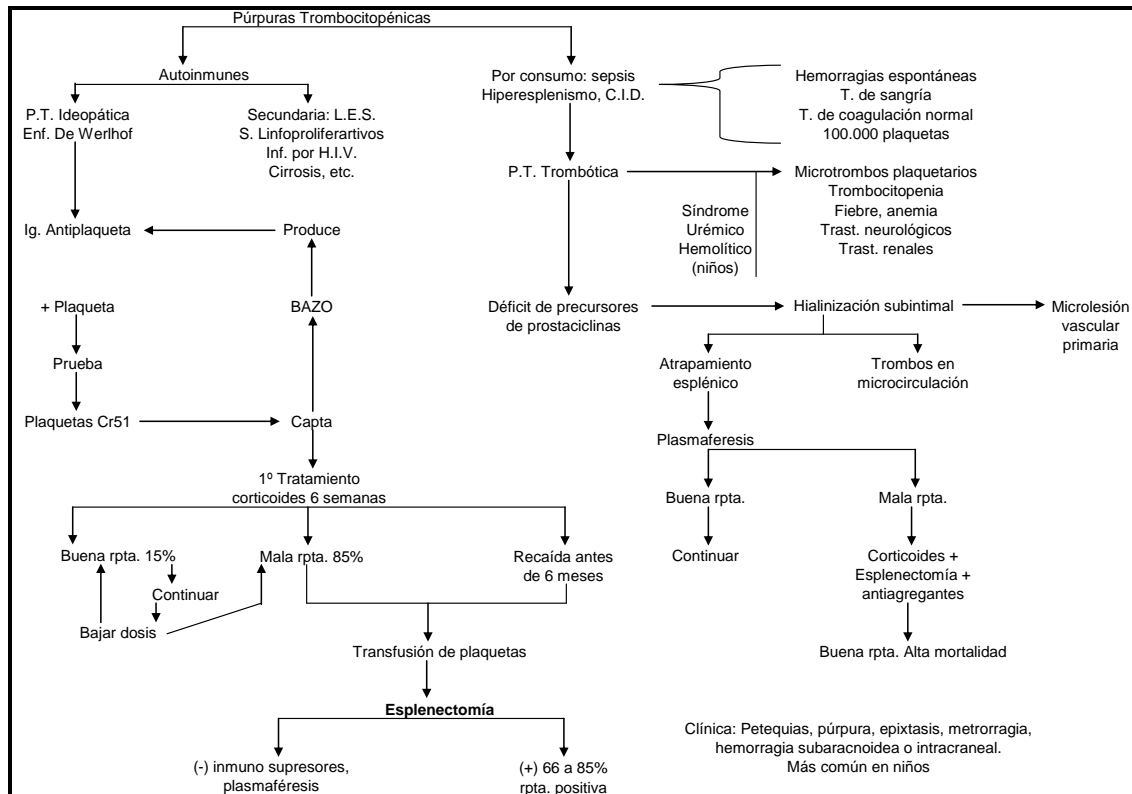 Púrpuras Trombocitopénicas
Autoinmunes
P.T. Ideopática
Enf. De Werlhof
Secundaria: L.E.S.
S. Linfoproliferartivos
Inf. por H.I.V.
Cirrosis, etc.
Ig. Antiplaqueta
Produce
+ Plaqueta
BAZO
Prueba
Plaquetas Cr51
Capta
1º Tratamiento
corticoides 6 semanas
Buena rpta. 15%
Mala rpta. 85%
Recaída antes
de 6 meses
Continuar
Bajar dosis
Transfusión de plaquetas
Esplenectomía
(-) inmuno supresores,
plasmaféresis
(+) 66 a 85%
rpta. positiva
Por consumo: sepsis
Hiperesplenismo, C.I.D.
Hemorragias espontáneas
T. de sangría
T. de coagulación normal
100.000 plaquetas
P.T. Trombótica
Síndrome
Urémico
Hemolítico
(niños)
Microtrombos plaquetarios
Trombocitopenia
Fiebre, anemia
Trast. neurológicos
Trast. renales
Déficit de precursores
de prostaciclinas
Hialinización subintimal
Microlesión
vascular
primaria
Atrapamiento
esplénico
Trombos en
microcirculación
Plasmaferesis
Buena rpta.
Mala rpta.
Continuar
Corticoides +
Esplenectomía +
antiagregantes
Buena rpta. Alta mortalidad
Clínica: Petequias, púrpura, epixtasis, metrorragia,
hemorragia subaracnoidea o intracraneal.
Más común en niños